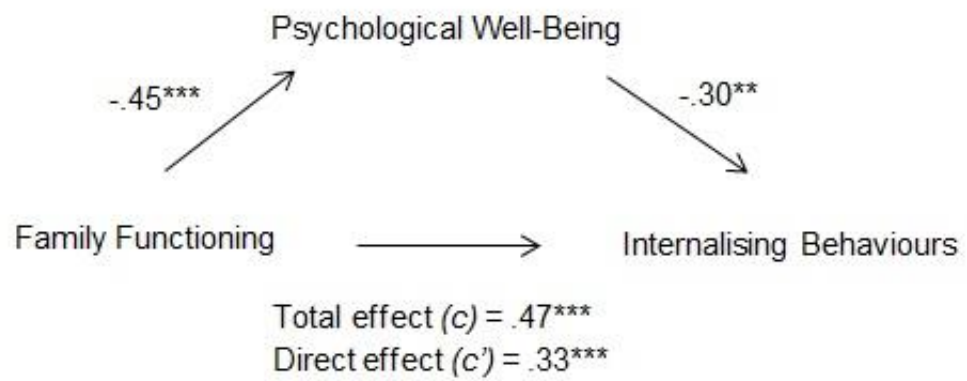 Psychological Well-Being
-.45***
-.30**
Family Functioning
Internalising Behaviours
Total effect (c) = .47***
Direct effect (c’) = .33***